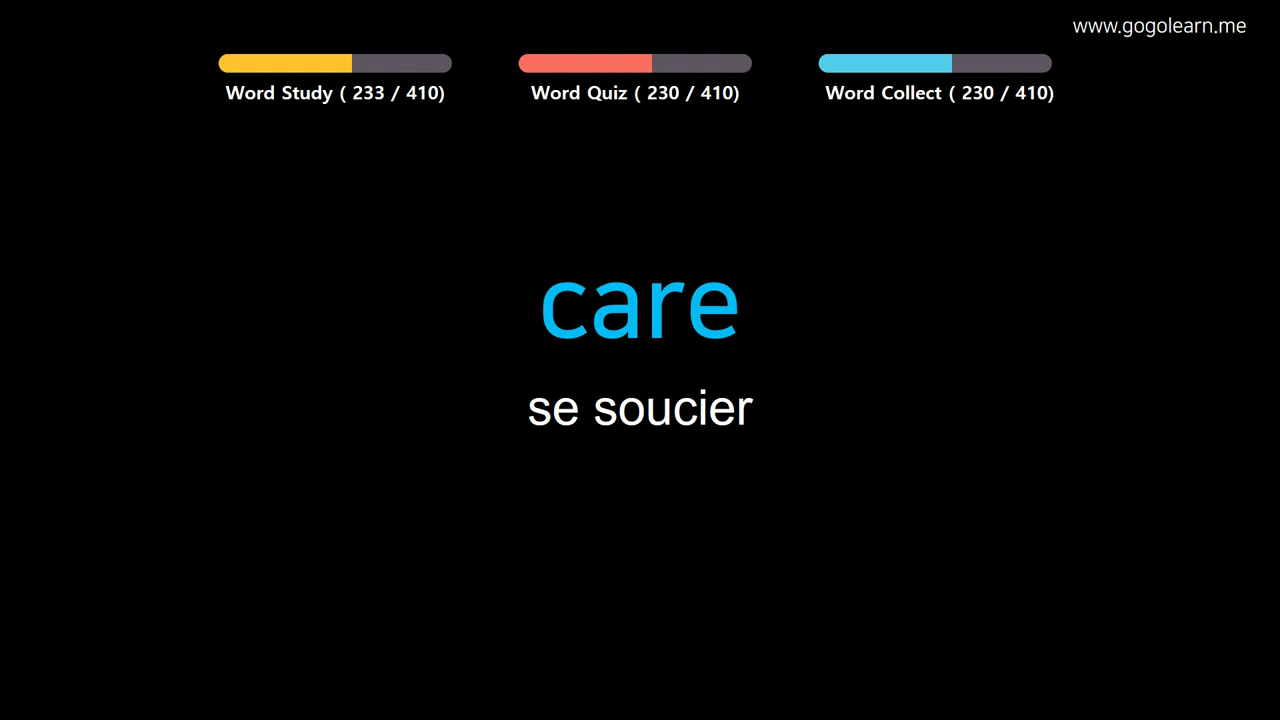 www.gogolearn.me
Word Study ( 233 / 410)
Word Quiz ( 230 / 410)
Word Collect ( 230 / 410)
care
se soucier